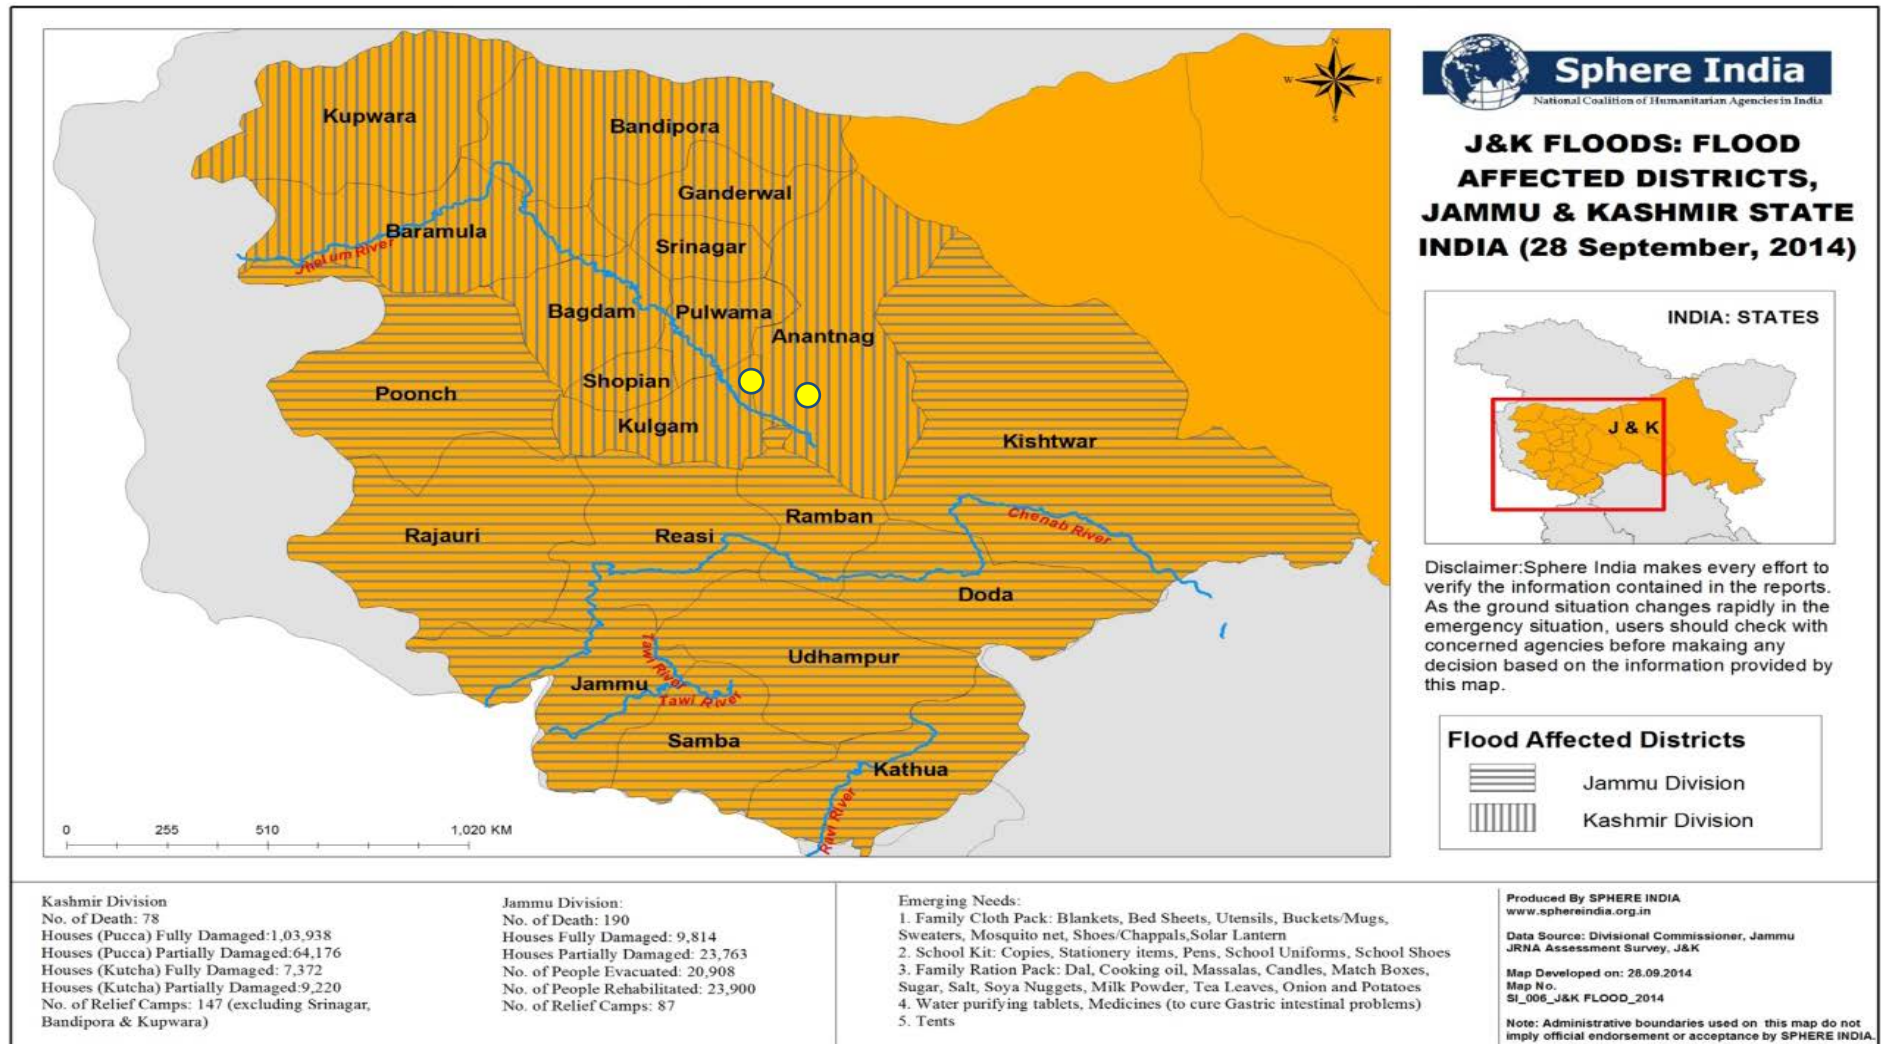 Kupwara
Bandipora
Ganderwal
Baramula
Srinagar
Jhelum River
Bagdam
Pulwama
Anantnag
Shopian
Poonch
Kulgam
Kishtwar
Rajauri
Reasi
Ramban
Chenab River
Doda
Udhampur
Tawi River
Jammu
Tawi River
Samba
Kathua
Ravi River
N
W E
S
0 255 510 1,020 KM
Sphere India
National Coalition of Humanitarian Agencies in India
J&K FLOODS: FLOOD
AFFECTED DISTRICTS,
JAMMU & KASHMIR STATE
INDIA (28 September, 2014)
INDIA: STATES
J & K
Disclaimer:Sphere India makes every effort to
verify the information contained in the reports.
As the ground situation changes rapidly in the
emergency situation, users should check with
concerned agencies before makaing any
decision based on the information provided by
this map.
Flood Affected Districts
Jammu Division
Kashmir Division
Kashmir Division
No. of Death: 78
Houses (Pucca) Fully Damaged:1,03,938
Houses (Pucca) Partially Damaged:64,176
Houses (Kutcha) Fully Damaged: 7,372
Houses (Kutcha) Partially Damaged:9,220
No. of Relief Camps: 147 (excluding Srinagar,
Bandipora & Kupwara)
Jammu Division:
No. of Death: 190
Houses Fully Damaged: 9,814
Houses Partially Damaged: 23,763
No. of People Evacuated: 20,908
No. of People Rehabilitated: 23,900
No. of Relief Camps: 87
Emerging Needs:
1. Family Cloth Pack: Blankets, Bed Sheets, Utensils, Buckets/Mugs,
Sweaters, Mosquito net, Shoes/Chappals,Solar Lantern
2. School Kit: Copies, Stationery items, Pens, School Uniforms, School Shoes
3. Family Ration Pack: Dal, Cooking oil, Massalas, Candles, Match Boxes,
Sugar, Salt, Soya Nuggets, Milk Powder, Tea Leaves, Onion and Potatoes
4. Water purifying tablets, Medicines (to cure Gastric intestinal problems)
5. Tents
Produced By SPHERE INDIA
www.sphereindia.org.in
Data Source: Divisional Commissioner, Jammu
JRNA Assessment Survey, J&K
Map Developed on: 28.09.2014
Map No.
SI_006_J&K FLOOD_2014
Note: Administrative boundaries used on this map do not
imply official endorsement or acceptance by SPHERE INDIA.